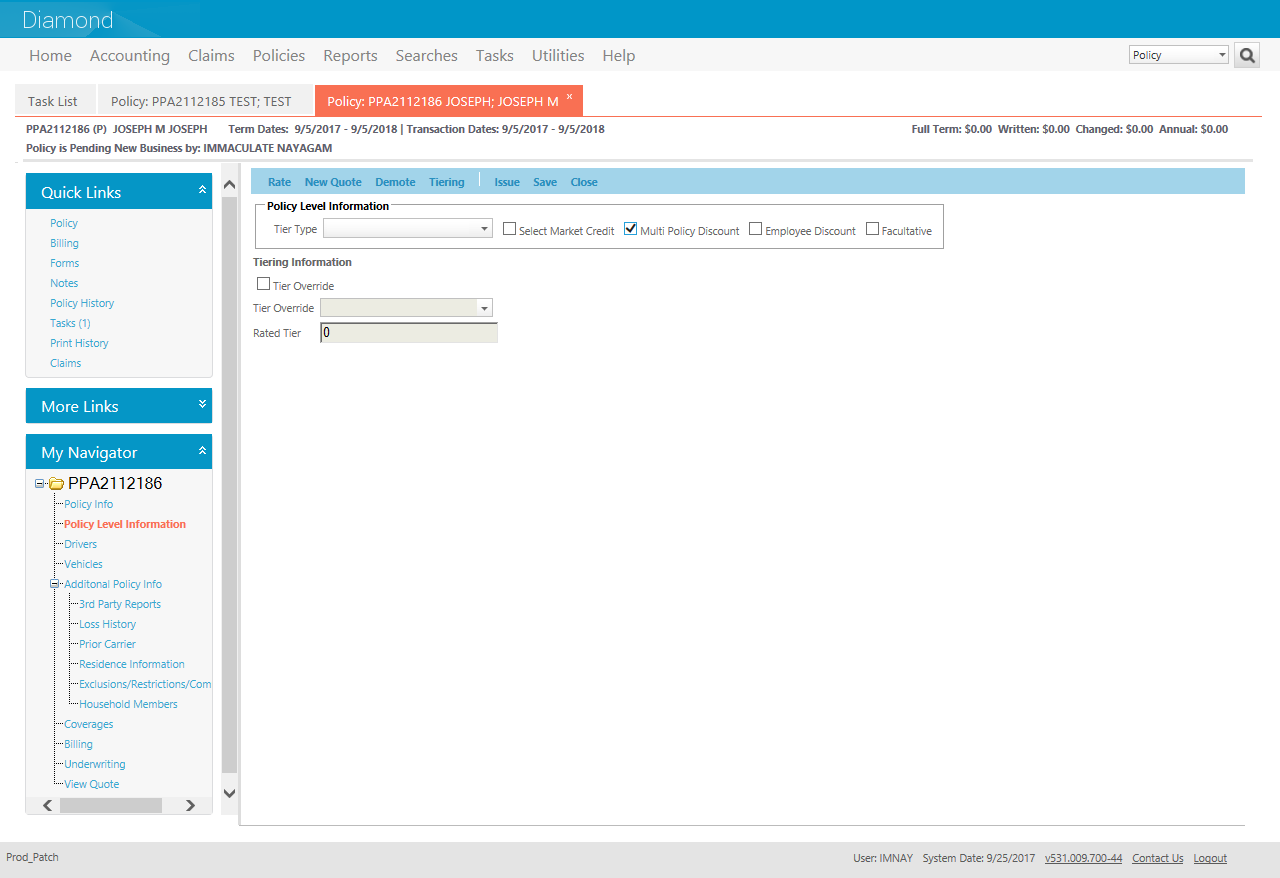 Diamond
Home Accounting Claims Policies Reports Searches Tasks Utilities Help Policy
Task List Policy: PPA2112185 TEST; TEST Policy: PPA2112186 JOSEPH; JOSEPH M ×
PPA2112186 (P) JOSEPH M JOSEPH Term Dates: 9/5/2017 - 9/5/2018 | Transaction Dates: 9/5/2017 - 9/5/2018 Full Term: $0.00 Written: $0.00 Changed: $0.00 Annual: $0.00
Policy is Pending New Business by: IMMACULATE NAYAGAM
Quick Links
Policy
Billing
Forms
Notes
Policy History
Tasks (1)
Print History
Claims
More Links
My Navigator
PPA2112186
Policy Info
Policy Level Information
Drivers
Vehicles
Additonal Policy Info
3rd Party Reports
Loss History
Prior Carrier
Residence Information
Exclusions/Restrictions/Com
Household Members
Coverages
Billing
Underwriting
View Quote
Rate New Quote Demote Tiering Issue Save Close
Policy Level Information
Tier Type Select Market Credit Multi Policy Discount Employee Discount Facultative
Tiering Information
Tier Override
Tier Override
Rated Tier 0
Prod_Patch User: IMNAY System Date: 9/25/2017 v531.009.700-44 Contact Us Logout